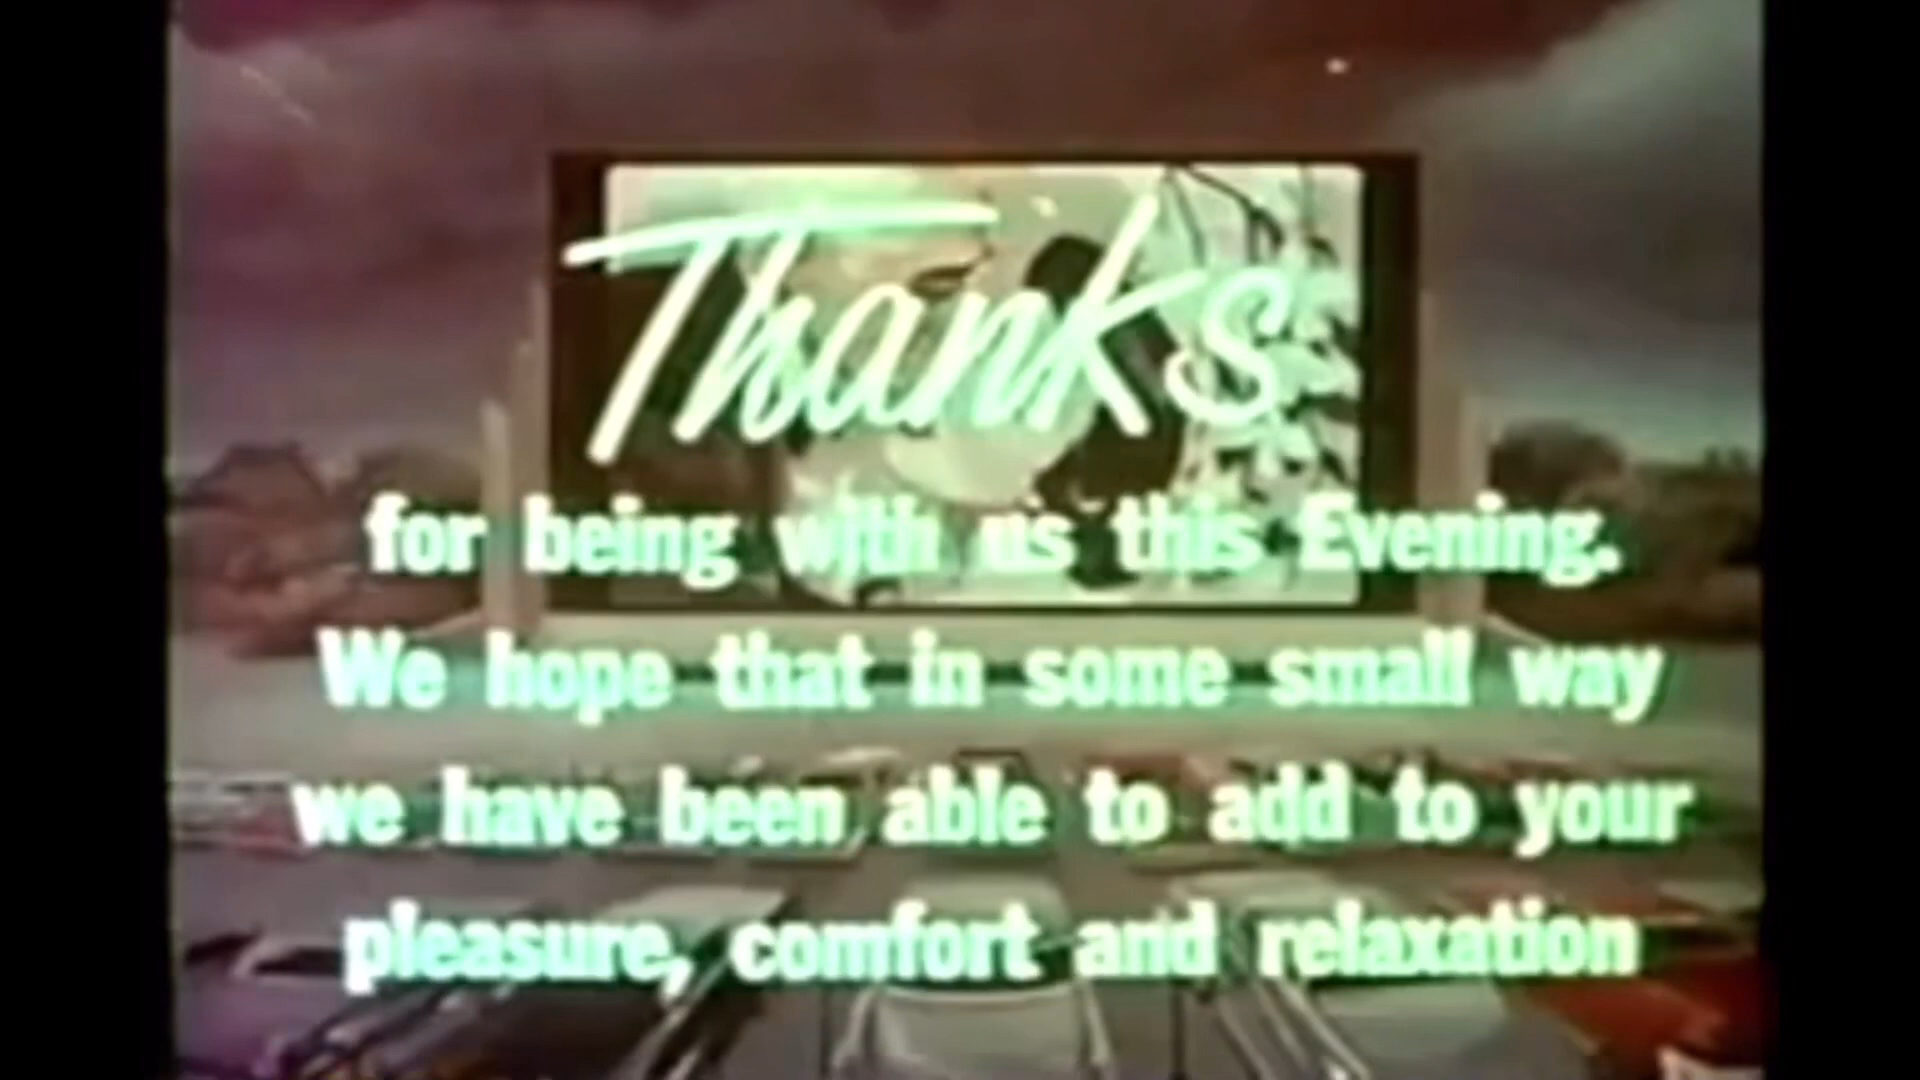 Thanks
for being with us this Evening.
We hope that in some small way
we have been able to add to your
pleasure, comfort and relaxation